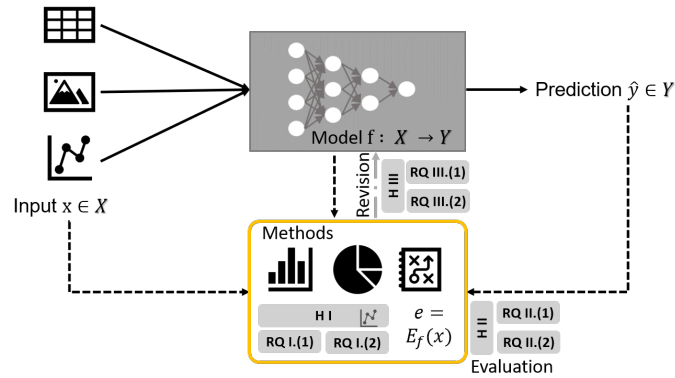 Model f : X → Y
Prediction ŷ ∈ Y
Input x ∈ X
Revision
H III
RQ III.(1)
RQ III.(2)
Methods
H I
RQ I.(1)
RQ I.(2)
e =
E_f(x)
H II
RQ II.(1)
RQ II.(2)
Evaluation